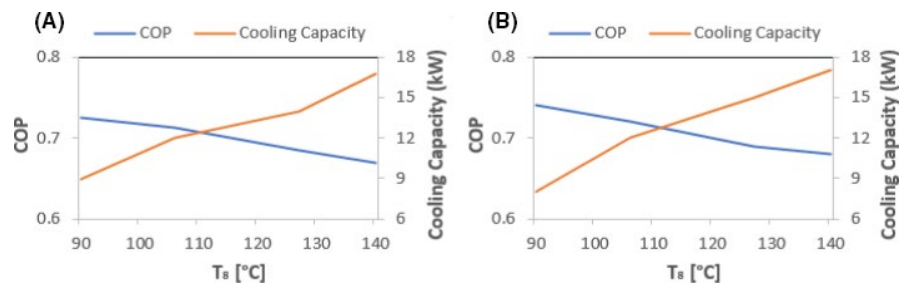 (A)
COP Cooling Capacity
0.8 18
15
0.7 12
9
0.6 6
COP
Cooling Capacity (kW)
90 100 110 120 130 140
T₈ [°C]
(B)
COP Cooling Capacity
0.8 18
15
0.7 12
9
0.6 6
COP
Cooling Capacity (kW)
90 100 110 120 130 140
T₈ [°C]